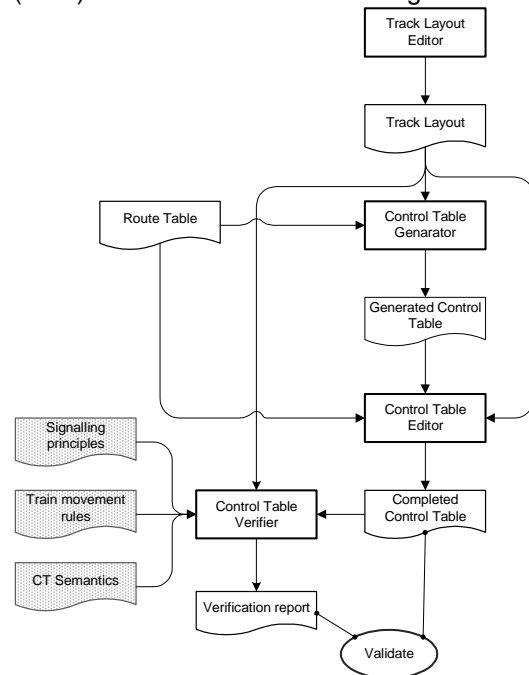 Track Layout
Editor
Track Layout
Route Table
Control Table
Genarator
Generated Control
Table
Control Table
Editor
Signalling
principles
Train movement
rules
Control Table
Verifier
Completed
Control Table
CT Semantics
Verification report
Validate